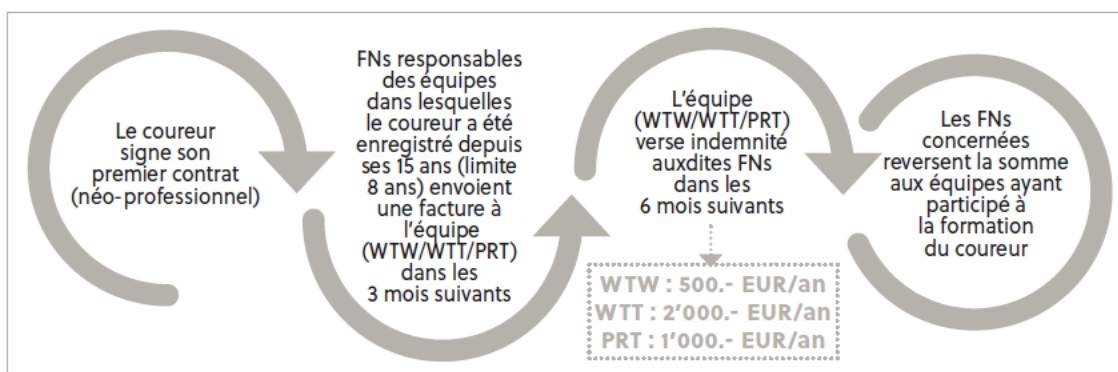 Le coureur
signe son
premier contrat
(néo-professionnel)
FNs responsables
des équipes
dans lesquelles
le coureur a été
enregistré depuis
ses 15 ans (limite
8 ans) envoient
une facture à
l'équipe
(WTW/WTT/PRT)
dans les
3 mois suivants
L'équipe
(WTW/WTT/PRT)
verse indemnité
auxdites FNs
dans les
6 mois suivants
WTW : 500.- EUR/an
WTT : 2'000.- EUR/an
PRT : 1'000.- EUR/an
Les FNs
concernées
reversent la somme
aux équipes ayant
participé à
la formation
du coureur